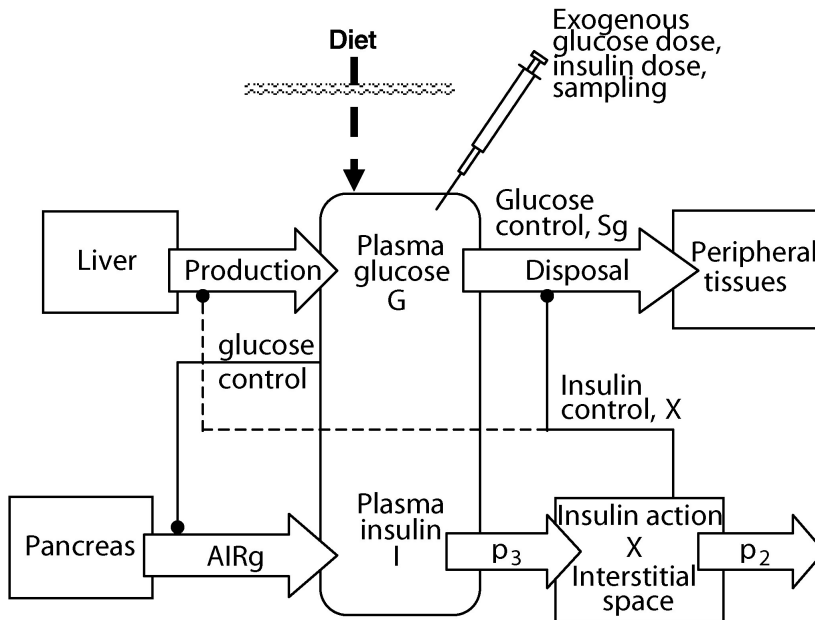 Diet
Exogenous
glucose dose,
insulin dose,
sampling
Liver
Production
Plasma
glucose
G
Glucose
control, Sg
Disposal
Peripheral
tissues
glucose
control
Insulin
control, X
Pancreas
AIRg
Plasma
insulin
I
p3
Insulin action
X
Interstitial
space
p2